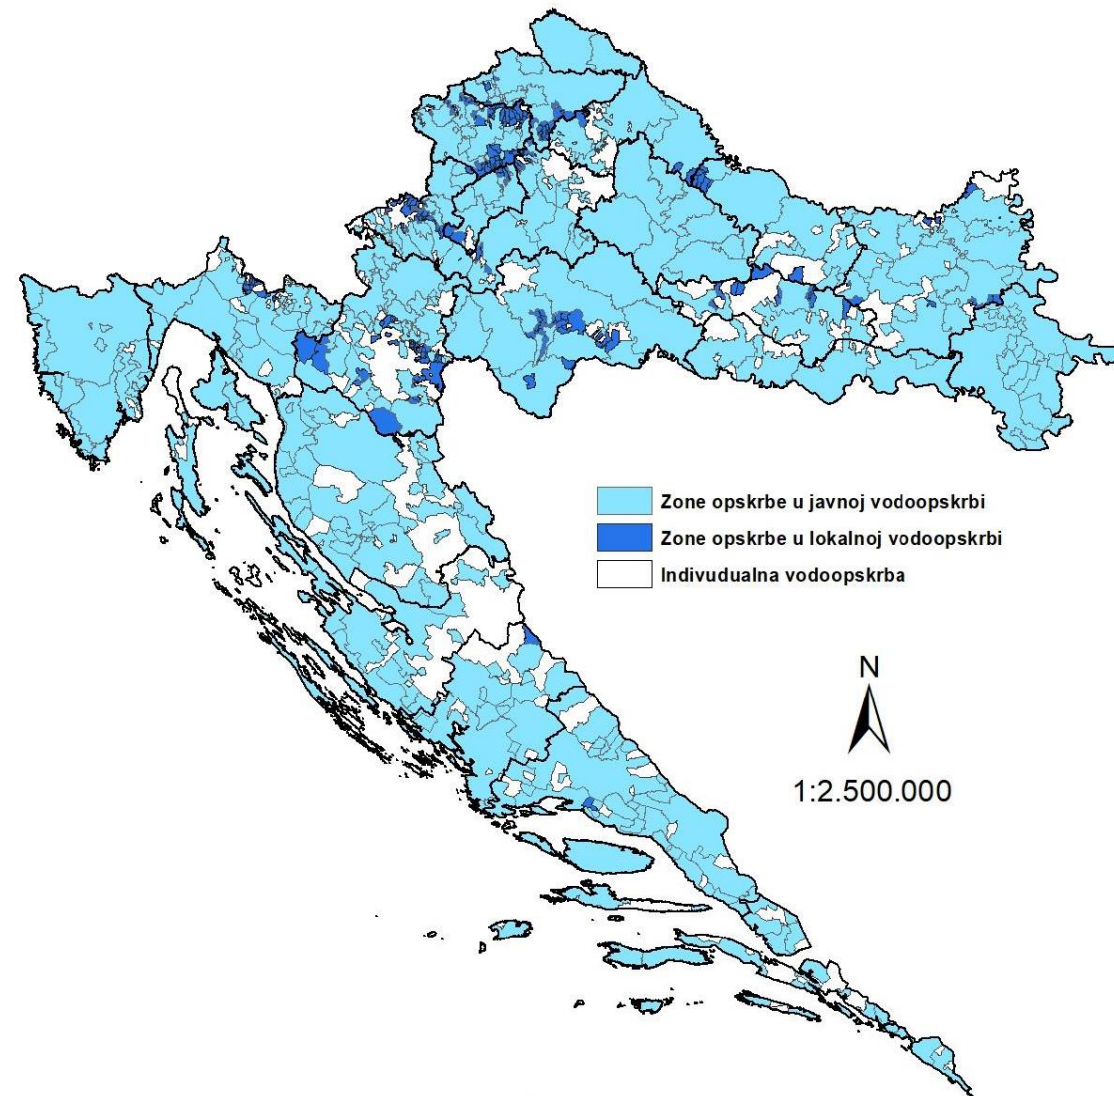 Zone opskrbe u javnoj vodoopskrbi
Zone opskrbe u lokalnoj vodoopskrbi
Indivudualna vodoopskrba
N
1:2.500.000